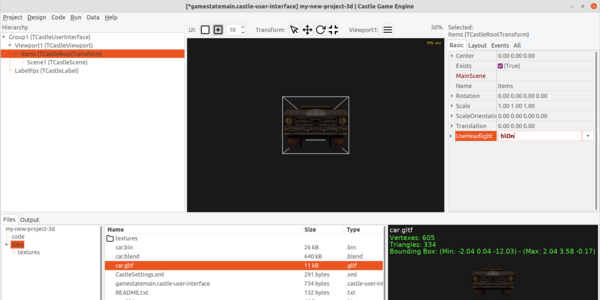 [*gamestatemain.castle-user-interface] my-new-project-3d | Castle Game Engine
Project Design Code Run Data Help
Hierarchy
Group1 (TCastleUserInterface)
Viewport1 (TCastleViewport)
Items (TCastleRootTransform)
Scene1 (TCastleScene)
LabelFps (TCastleLabel)
UI: 10 Transform: Viewport1: 50%
Selected:
Items (TCastleRootTransform)
Basic Layout Events All
Center 0.00 0.00 0.00
Exists (True)
MainScene
Name Items
Rotation 0.00 0.00 0.00 0.00
Scale 1.00 1.00 1.00
ScaleOrientatio 0.00 0.00 0.00 0.00
Translation 0.00 0.00 0.00
UseHeadlight hlOn
Files Output
my-new-project-3d
code
data
textures
Name Size Type
textures
car.bin 26 kB .bin
car.blend 640 kB .blend
car.gltf 11 kB .gltf
CastleSettings.xml 291 bytes .xml
gamestatemain.castle-user-interface 734 bytes .castle-user-i
README.txt 132 bytes .txt
car.gltf
Vertexes: 605
Triangles: 334
Bounding Box: (Min: -2.04 0.04 -12.03) - (Max: 2.04 3.58 -0.17)